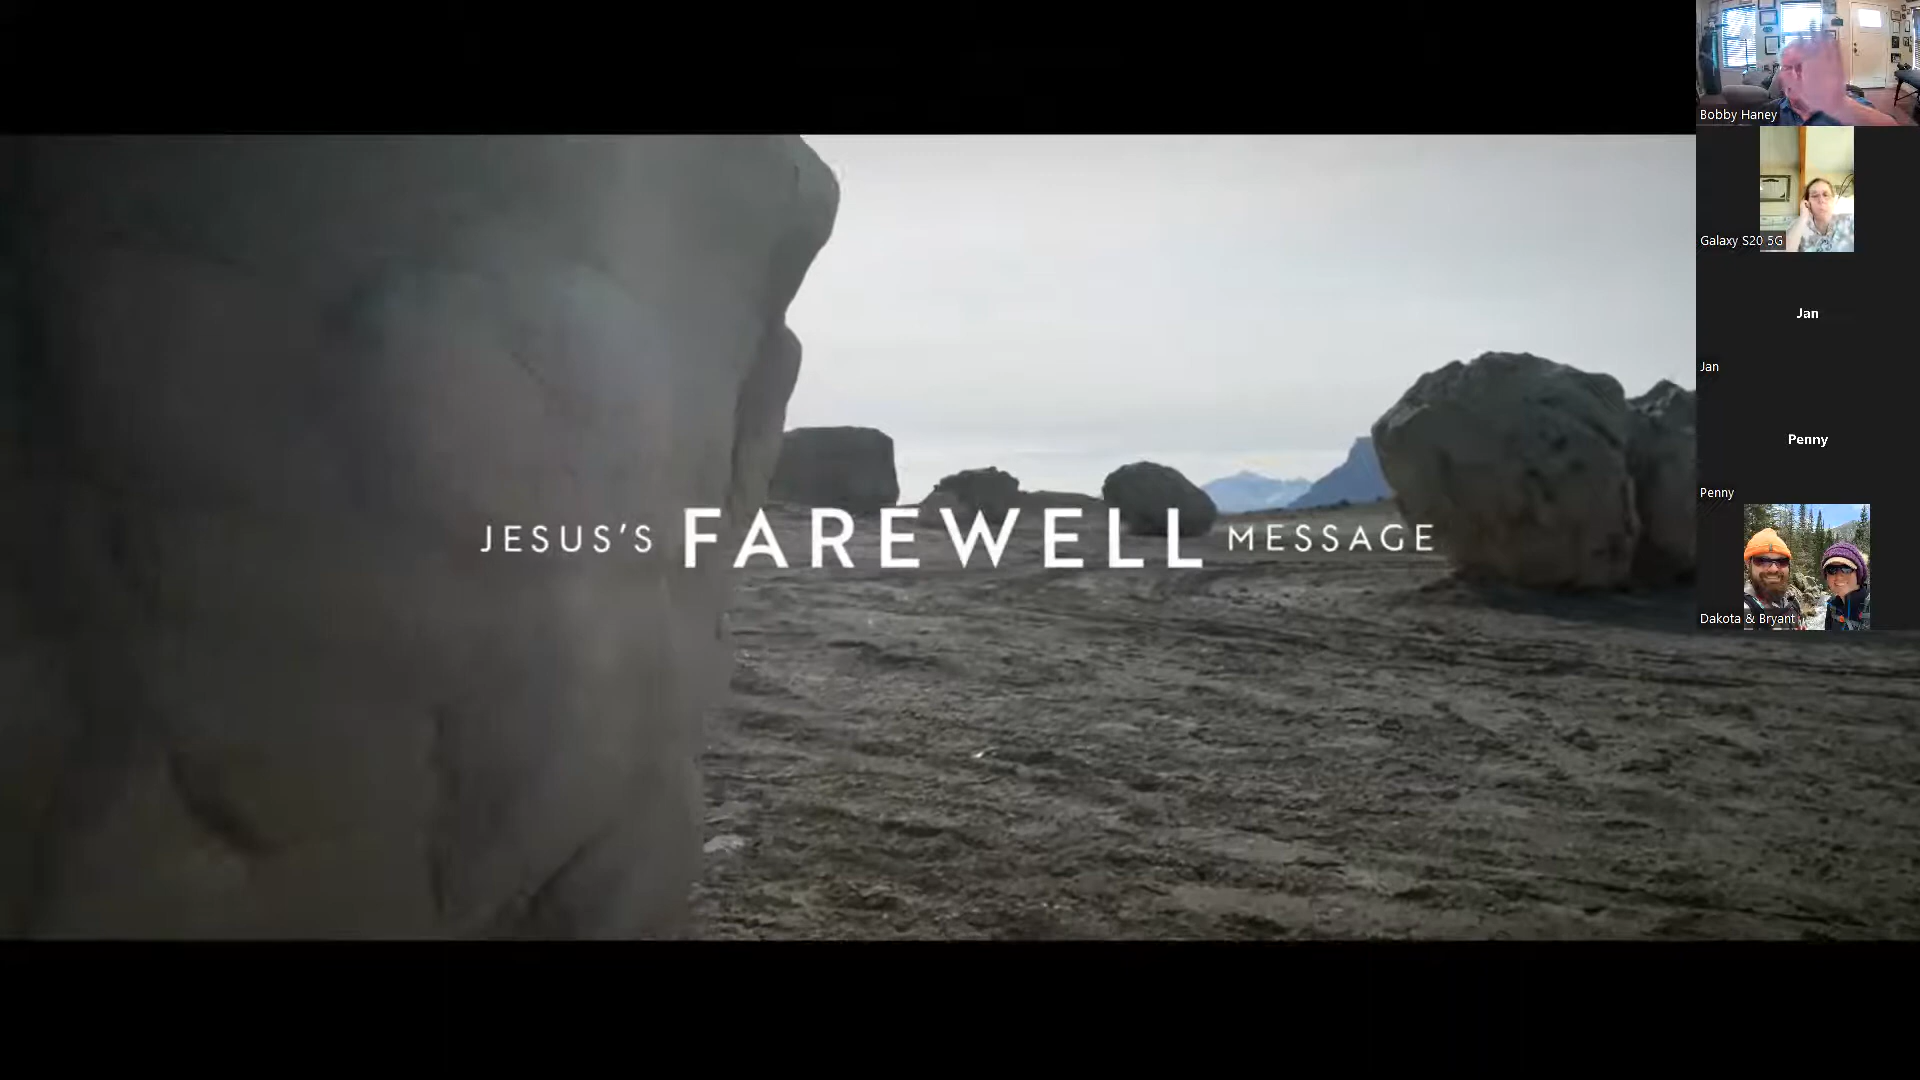 JESUS'S FAREWELL MESSAGE
Bobby Haney
Galaxy S20 5G
Jan
Jan
Penny
Penny
Dakota & Bryant